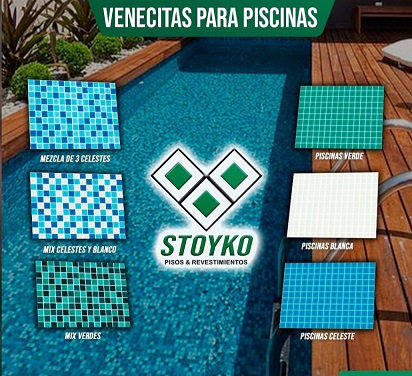 VENECITAS PARA PISCINAS
MEZCLA DE 3 CELESTES
MIX CELESTES Y BLANCO
MIX VERDES
STOYKO
PISOS & REVESTIMIENTOS
PISCINAS VERDE
PISCINAS BLANCA
PISCINAS CELESTE